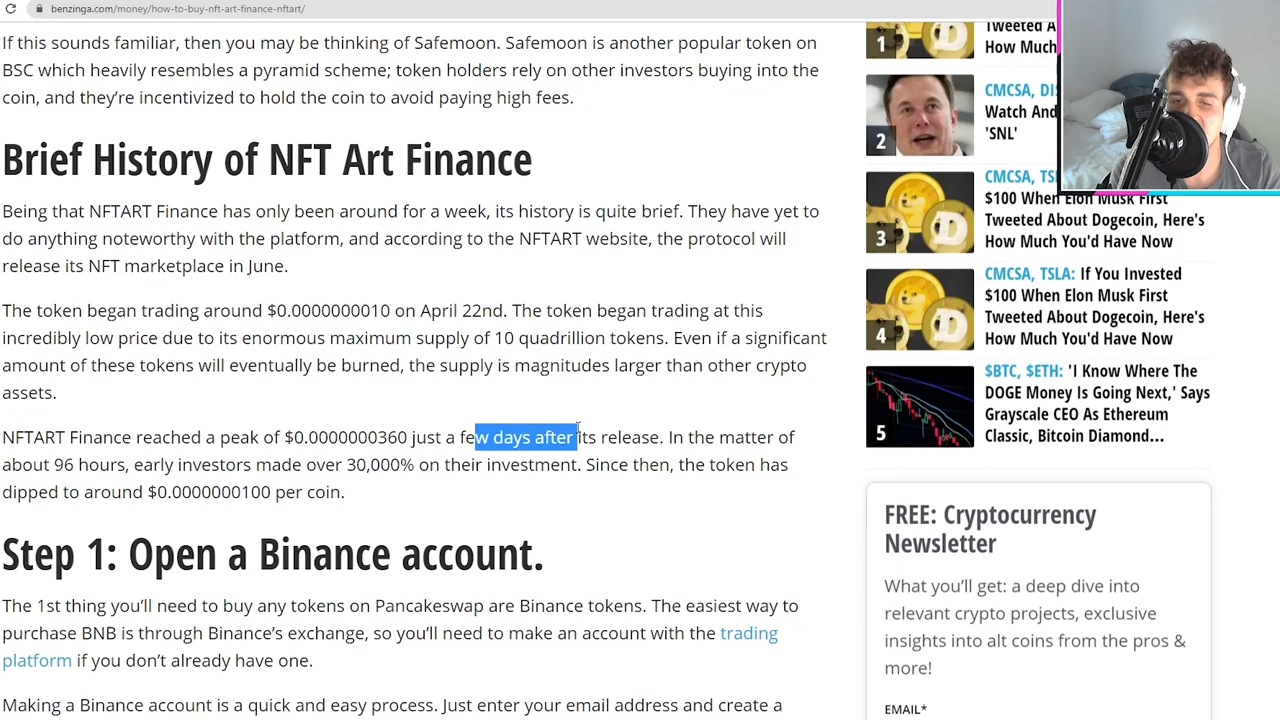 benzinga.com/money/how-to-buy-nft-art-finance-nftart/
If this sounds familiar, then you may be thinking of Safemoon. Safemoon is another popular token on
BSC which heavily resembles a pyramid scheme; token holders rely on other investors buying into the
coin, and they’re incentivized to hold the coin to avoid paying high fees.
Brief History of NFT Art Finance
Being that NFTART Finance has only been around for a week, its history is quite brief. They have yet to
do anything noteworthy with the platform, and according to the NFTART website, the protocol will
release its NFT marketplace in June.
The token began trading around $0.0000000010 on April 22nd. The token began trading at this
incredibly low price due to its enormous maximum supply of 10 quadrillion tokens. Even if a significant
amount of these tokens will eventually be burned, the supply is magnitudes larger than other crypto
assets.
NFTART Finance reached a peak of $0.0000000360 just a few days after its release. In the matter of
about 96 hours, early investors made over 30,000% on their investment. Since then, the token has
dipped to around $0.0000000100 per coin.
Step 1: Open a Binance account.
The 1st thing you’ll need to buy any tokens on Pancakeswap are Binance tokens. The easiest way to
purchase BNB is through Binance’s exchange, so you’ll need to make an account with the trading
platform if you don’t already have one.
Making a Binance account is a quick and easy process. Just enter your email address and create a
1
Tweeted A
How Much
2
CMCSA, DI
Watch And
'SNL'
3
CMCSA, TS
$100 When Elon Musk First
Tweeted About Dogecoin, Here's
How Much You'd Have Now
4
CMCSA, TSLA: If You Invested
$100 When Elon Musk First
Tweeted About Dogecoin, Here's
How Much You'd Have Now
5
$BTC, $ETH: 'I Know Where The
DOGE Money Is Going Next,' Says
Grayscale CEO As Ethereum
Classic, Bitcoin Diamond...
FREE: Cryptocurrency
Newsletter
What you’ll get: a deep dive into
relevant crypto projects, exclusive
insights into alt coins from the pros &
more!
EMAIL*